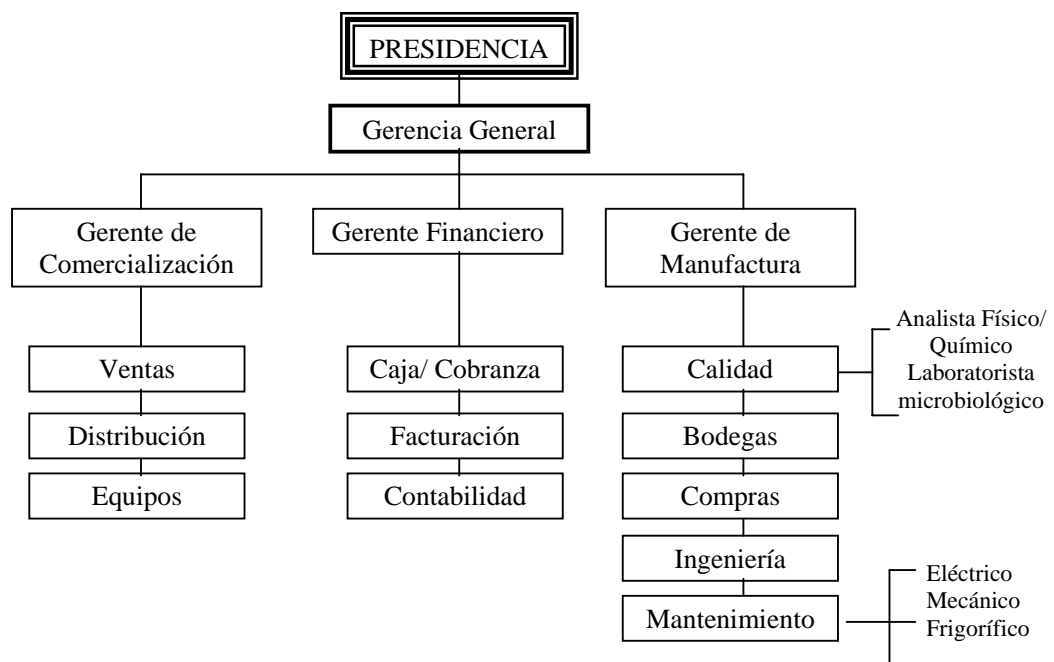 PRESIDENCIA
Gerencia General
Gerente de
Comercialización
Gerente Financiero
Gerente de
Manufactura
Ventas
Distribución
Equipos
Caja/ Cobranza
Facturación
Contabilidad
Calidad
Analista Físico/
Químico
Laboratorista
microbiológico
Bodegas
Compras
Ingeniería
Mantenimiento
Eléctrico
Mecánico
Frigorífico